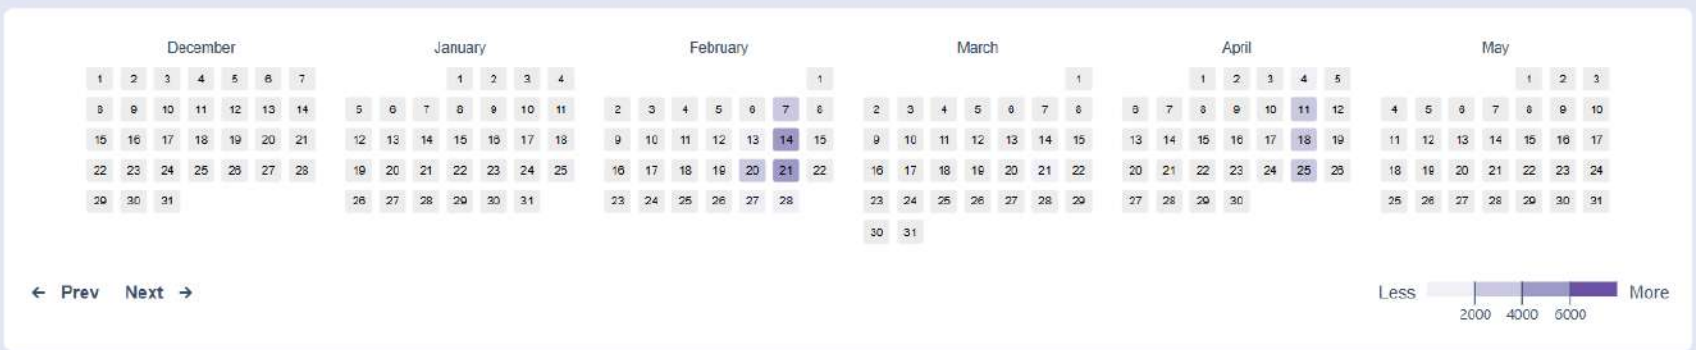 December January February March April May
1 2 3 4 5 6 7 1 2 3 4 1 1 1 2 3 4 5 1 2 3
8 9 10 11 12 13 14 5 6 7 8 9 10 11 2 3 4 5 6 7 8 2 3 4 5 6 7 8 6 7 8 9 10 11 12 4 5 6 7 8 9 10
15 16 17 18 19 20 21 12 13 14 15 16 17 18 9 10 11 12 13 14 15 9 10 11 12 13 14 15 13 14 15 16 17 18 19 11 12 13 14 15 16 17
22 23 24 25 26 27 28 19 20 21 22 23 24 25 16 17 18 19 20 21 22 16 17 18 19 20 21 22 20 21 22 23 24 25 26 18 19 20 21 22 23 24
29 30 31 26 27 28 29 30 31 23 24 25 26 27 28 23 24 25 26 27 28 29 27 28 29 30 25 26 27 28 29 30 31
30 31
← Prev Next → Less More
2000 4000 6000